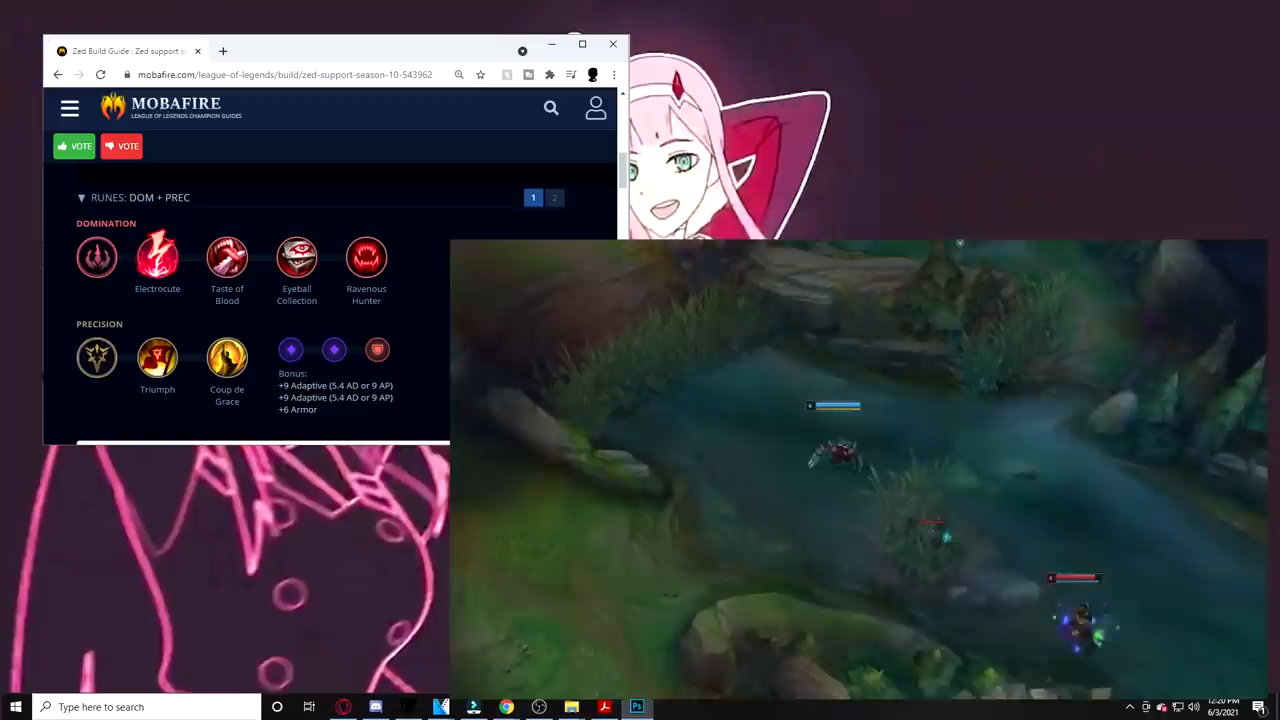 Zed Build Guide : Zed support se
mobafire.com/league-of-legends/build/zed-support-season-10-543962
MOBAFIRE
LEAGUE OF LEGENDS CHAMPION GUIDES
VOTE
VOTE
RUNES: DOM + PREC
1
2
DOMINATION
Electrocute
Taste of
Blood
Eyeball
Collection
Ravenous
Hunter
PRECISION
Triumph
Coup de
Grace
Bonus:
+9 Adaptive (5.4 AD or 9 AP)
+9 Adaptive (5.4 AD or 9 AP)
+6 Armor
Type here to search
Ps
12:20 PM
6/3/2021